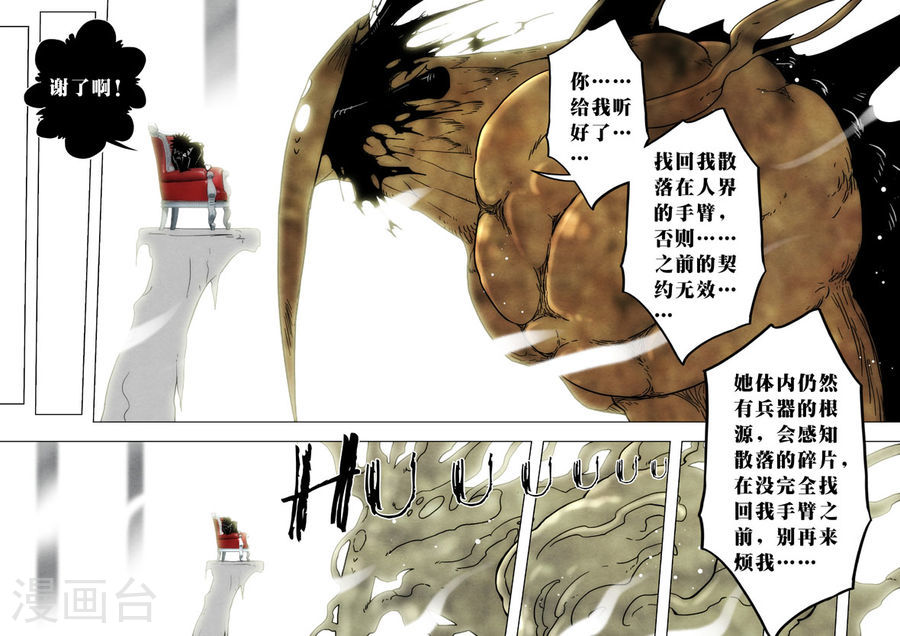 你……
给我听
好了……
……
找回我散
落在人界
的手臂，
否则……
之前的契
约无效……
……
她体内仍然
有兵器的根
源，会感知
散落的碎片，
在没完全找
回我手臂之
前，别再来
烦我……
谢了啊！
HUUUUUU
漫画台